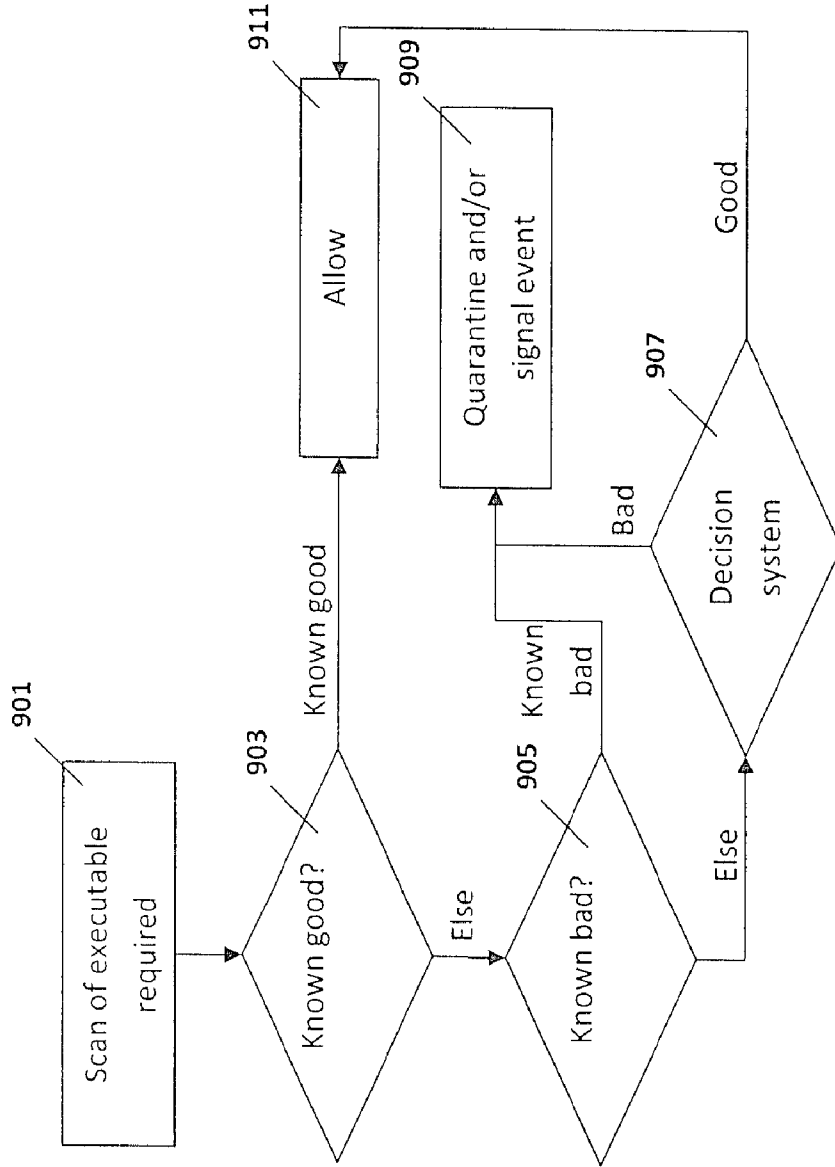 901
Scan of executable
required
903
Known good?
Known good
911
Allow
Else
905
Known bad?
Known
bad
909
Quarantine and/or
signal event
Else
907
Decision
system
Bad
Good